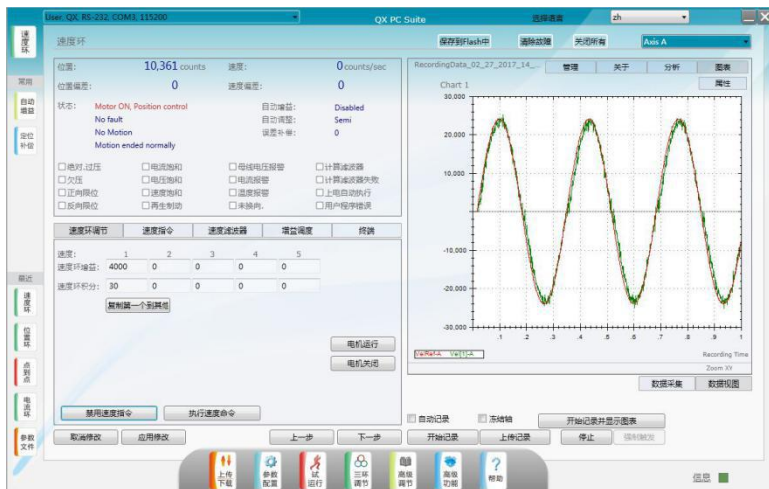 User, QX, RS-232, COM3, 115200
QX PC Suite
选择语言
zh
速度环
速度环
保存到Flash中
清除故障
关闭所有
Axis A
常用
自动增益
定位补偿
最近
速度环
位置环
点到点
电流环
参数文件
位置:
10,361 counts
速度:
0 counts/sec
位置偏差:
0
速度偏差:
0
状态:
Motor ON, Position control
自动增益:
Disabled
No fault
自动调整:
Semi
No Motion
误差补偿:
0
Motion ended normally
绝对.过压
电流饱和
母线电压报警
计算滤波器
欠压
电压饱和
电流报警
计算滤波器失败
正向限位
速度饱和
温度报警
上电自动执行
反向限位
再生制动
未换向.
用户程序错误
速度环调节
速度指令
速度滤波器
增益调度
终端
速度:
1
2
3
4
5
速度环增益:
4000
0
0
0
0
速度环积分:
30
0
0
0
0
复制第一个到其他
电机运行
电机关闭
禁用速度指令
执行速度命令
取消修改
应用修改
上一步
下一步
RecordingData_02_27_2017_14_...
管理
关于
分析
图表
属性
Chart 1
30.000
20.000
10.000
-10.000
-20.000
-30.000
.1
.2
.3
.4
.5
.6
.7
.8
.9
1
VelRef-A
Vel[1]-A
Recording Time
Zoom XY
数据采集
数据视图
自动记录
冻结轴
开始记录并显示图表
开始记录
上传记录
停止
强制触发
上传下载
参数配置
试运行
三环调节
高级调节
高级功能
帮助
信息